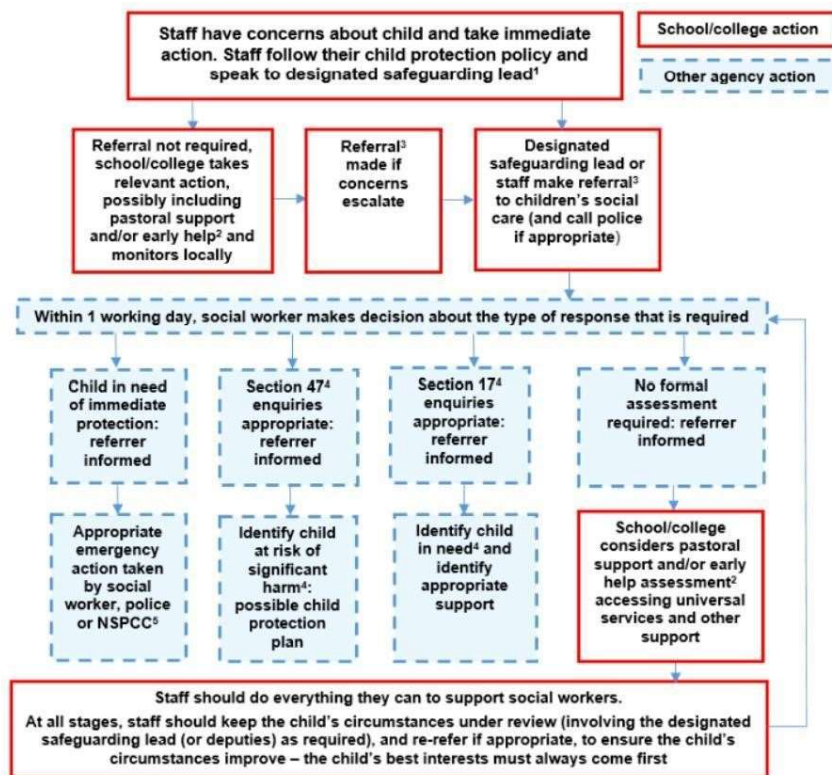 Staff have concerns about child and take immediate
action. Staff follow their child protection policy and
speak to designated safeguarding lead¹
School/college action
Other agency action
Referral not required,
school/college takes
relevant action,
possibly including
pastoral support
and/or early help² and
monitors locally
Referral³
made if
concerns
escalate
Designated
safeguarding lead or
staff make referral³
to children's social
care (and call police
if appropriate)
Within 1 working day, social worker makes decision about the type of response that is required
Child in need
of immediate
protection:
referrer
informed
Section 47⁴
enquiries
appropriate:
referrer
informed
Section 17⁴
enquiries
appropriate:
referrer
informed
No formal
assessment
required: referrer
informed
Appropriate
emergency
action taken
by social
worker, police
or NSPCC⁵
Identify child
at risk of
significant
harm⁴:
possible child
protection
plan
Identify child
in need⁴ and
identify
appropriate
support
School/college
considers pastoral
support and/or early
help assessment²
accessing universal
services and other
support
Staff should do everything they can to support social workers.
At all stages, staff should keep the child's circumstances under review (involving the designated
safeguarding lead (or deputies) as required), and re-refer if appropriate, to ensure the child's
circumstances improve – the child's best interests must always come first